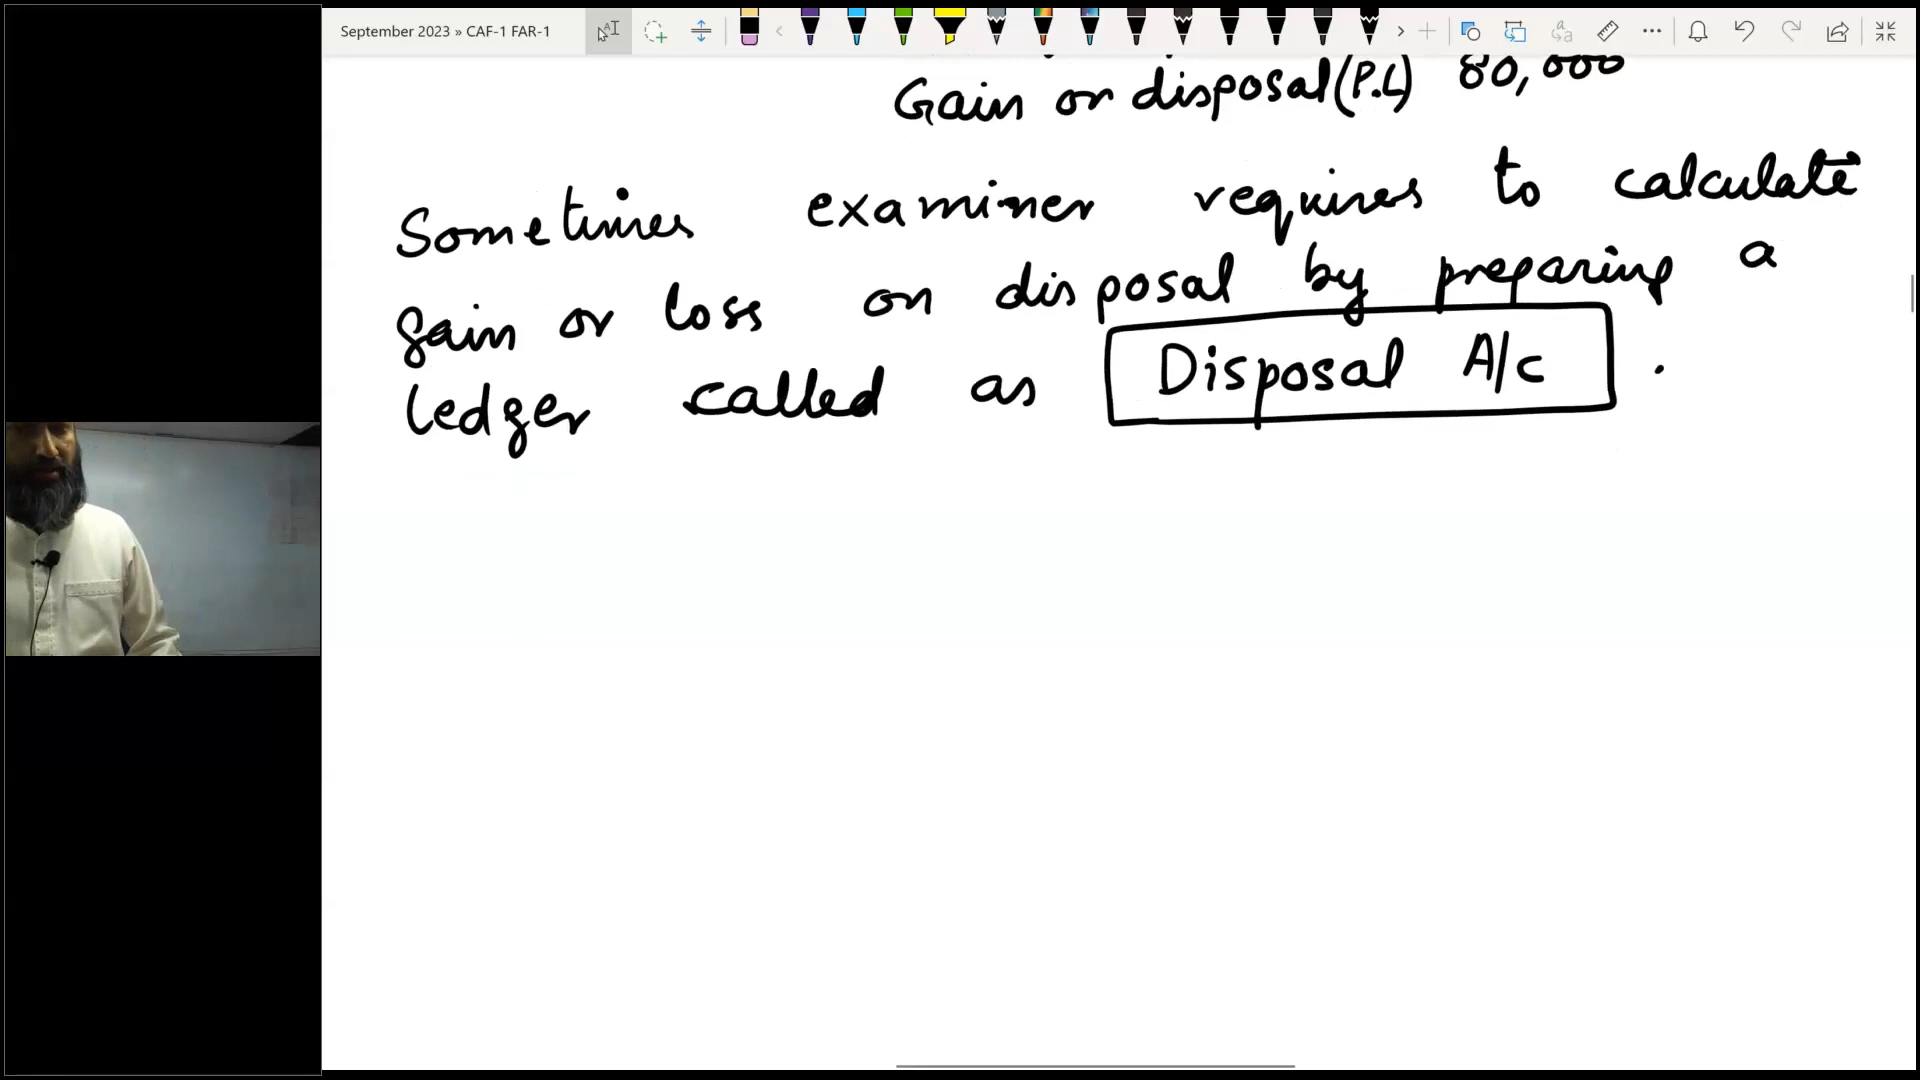 September 2023 » CAF-1 FAR-1
Gain on disposal (P.L) 80,000
Sometimes examiner requires to calculate
gain or loss on disposal by preparing a
ledger called as Disposal A/c .